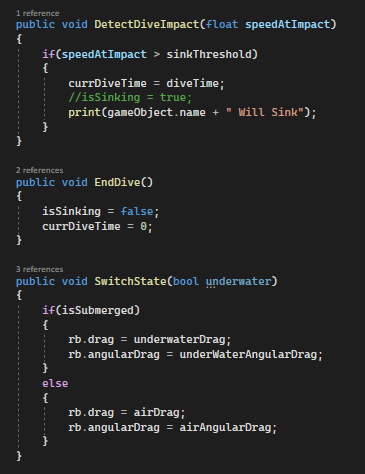 1 reference
public void DetectDiveImpact(float speedAtImpact)
{
    if(speedAtImpact > sinkThreshold)
    {
        currDiveTime = diveTime;
        //isSinking = true;
        print(gameObject.name + " Will Sink");
    }
}
2 references
public void EndDive()
{
    isSinking = false;
    currDiveTime = 0;
}
3 references
public void SwitchState(bool underwater)
{
    if(isSubmerged)
    {
        rb.drag = underwaterDrag;
        rb.angularDrag = underWaterAngularDrag;
    }
    else
    {
        rb.drag = airDrag;
        rb.angularDrag = airAngularDrag;
    }
}